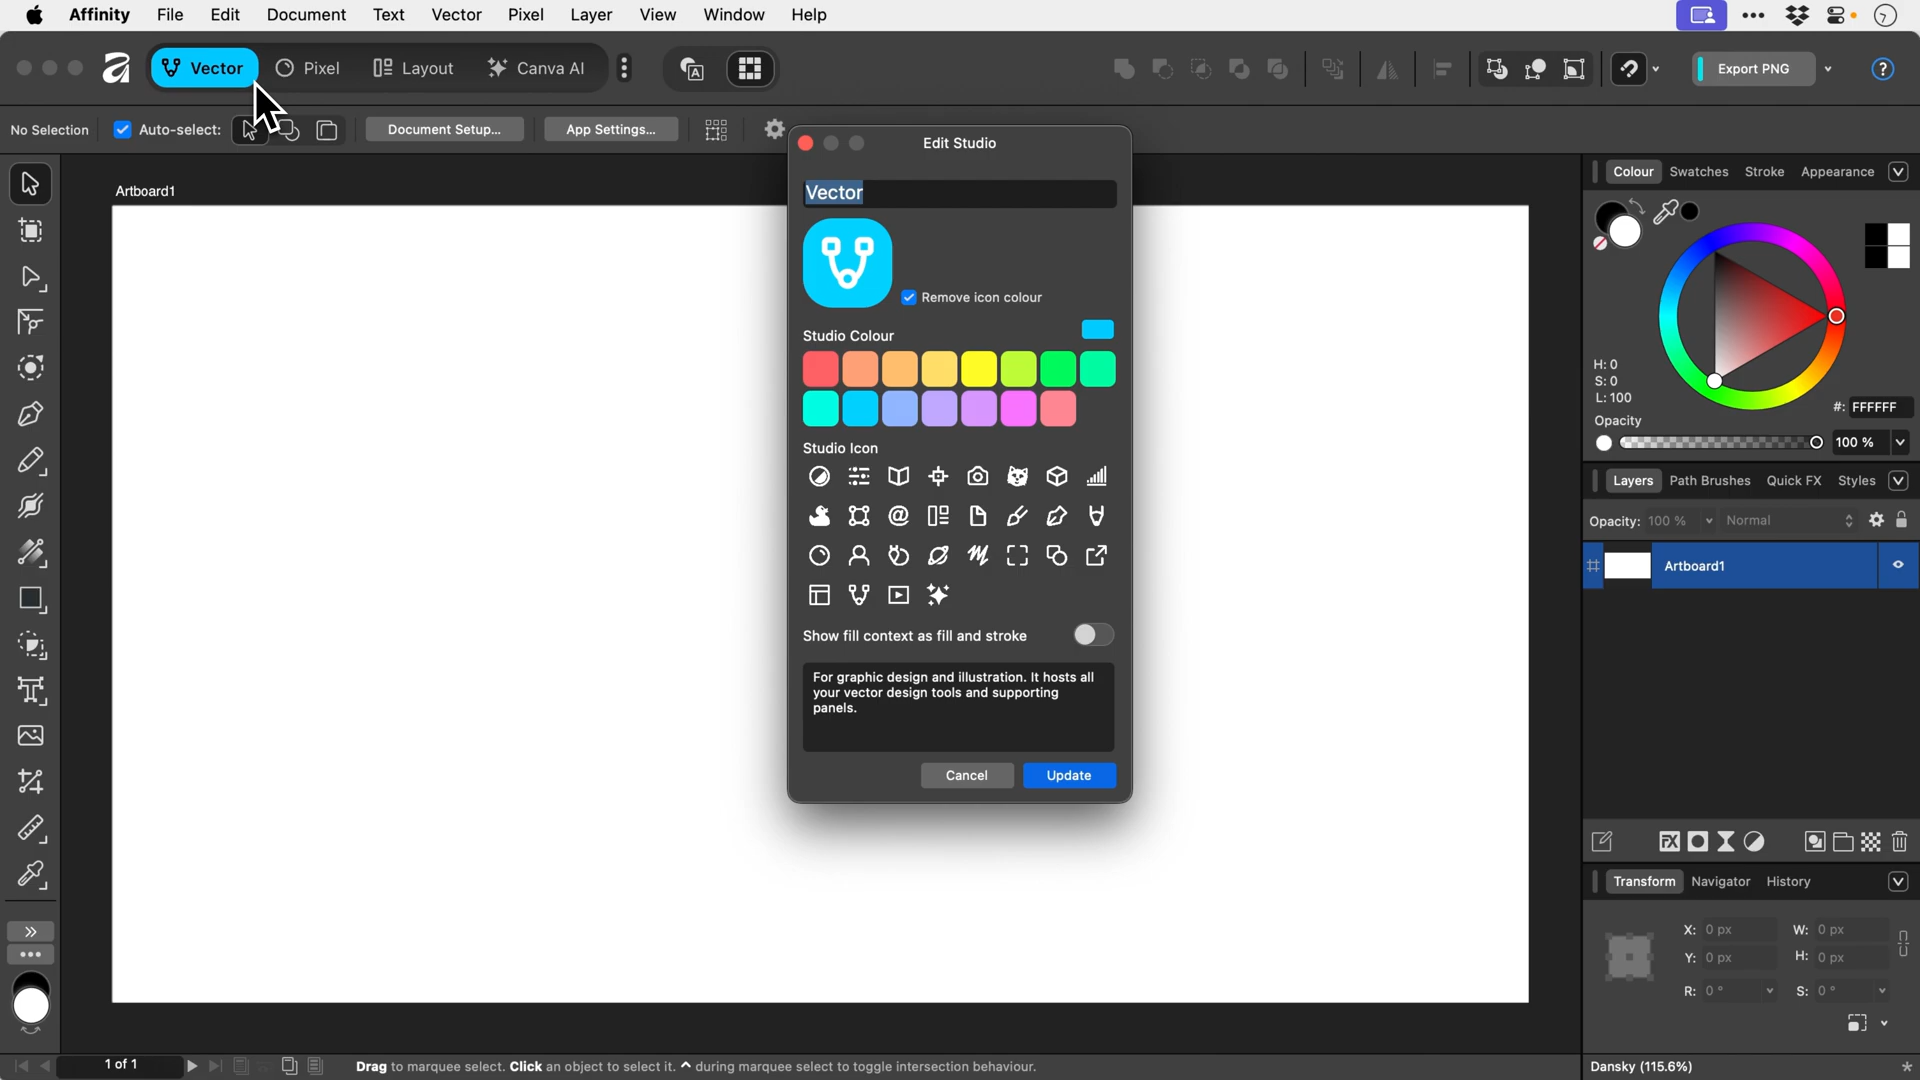 Affinity File Edit Document Text Vector Pixel Layer View Window Help
Vector Pixel Layout Canva AI Export PNG
No Selection Auto-select: Document Setup... App Settings...
Artboard1
Edit Studio
Vector
Remove icon colour
Studio Colour
Studio Icon
Show fill context as fill and stroke
For graphic design and illustration. It hosts all
your vector design tools and supporting
panels.
Cancel Update
Colour Swatches Stroke Appearance
H: 0
S: 0
L: 100
#: FFFFFF
Opacity
100 %
Layers Path Brushes Quick FX Styles
Opacity: 100 % Normal
Artboard1
Transform Navigator History
X: 0 px W: 0 px
Y: 0 px H: 0 px
R: 0 ° S: 0 °
1 of 1 Drag to marquee select. Click an object to select it. ^ during marquee select to toggle intersection behaviour.
Dansky (115.6%)